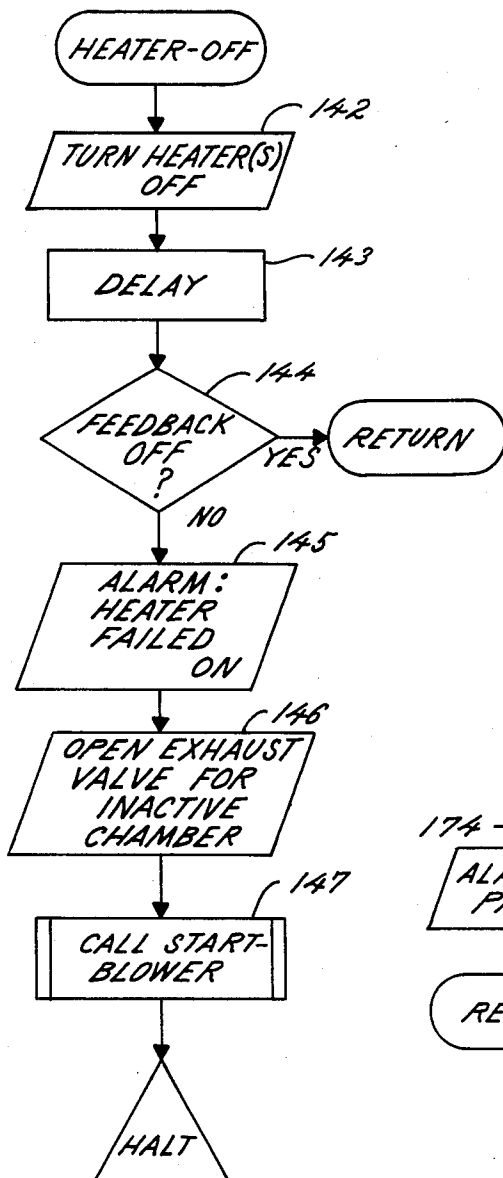 HEATER-OFF
142
TURN HEATER(S)
OFF
143
DELAY
144
FEEDBACK
OFF
?
YES
RETURN
NO
145
ALARM:
HEATER
FAILED
ON
146
OPEN EXHAUST
VALVE FOR
INACTIVE
CHAMBER
147
CALL START-
BLOWER
HALT
174